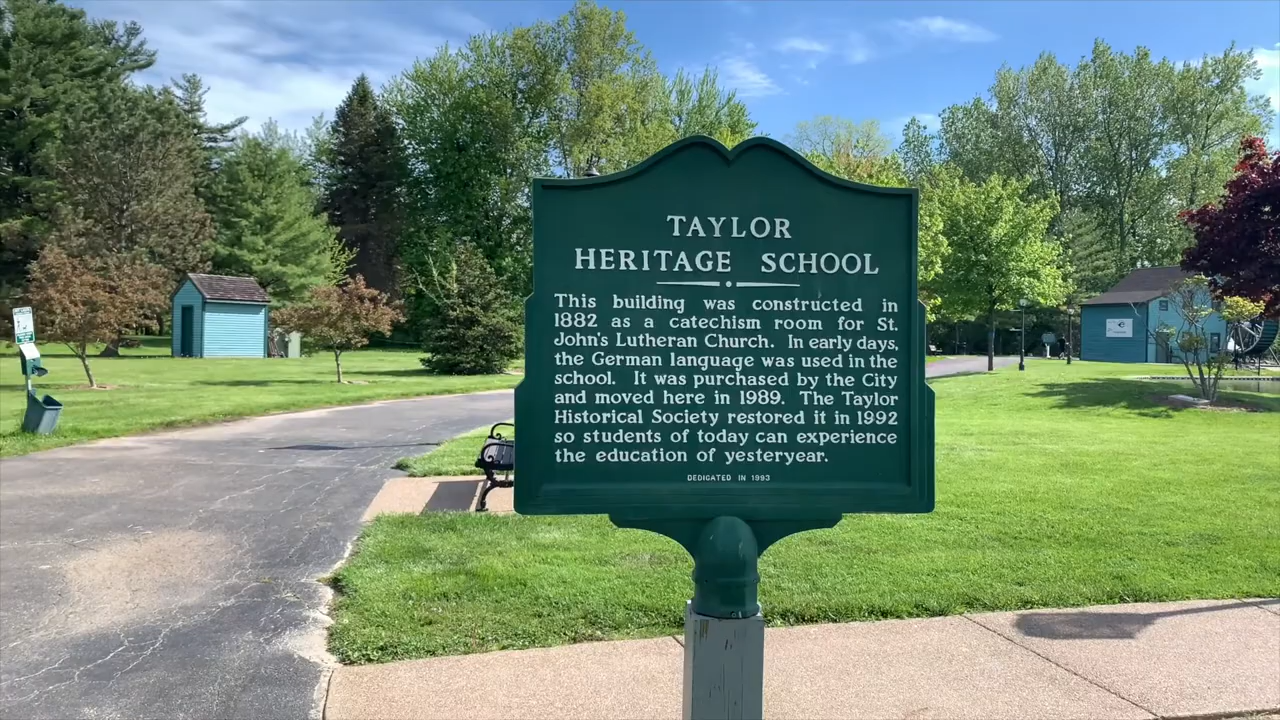 TAYLOR
HERITAGE SCHOOL
This building was constructed in
1882 as a catechism room for St.
John's Lutheran Church. In early days,
the German language was used in the
school. It was purchased by the City
and moved here in 1989. The Taylor
Historical Society restored it in 1992
so students of today can experience
the education of yesteryear.
DEDICATED IN 1993